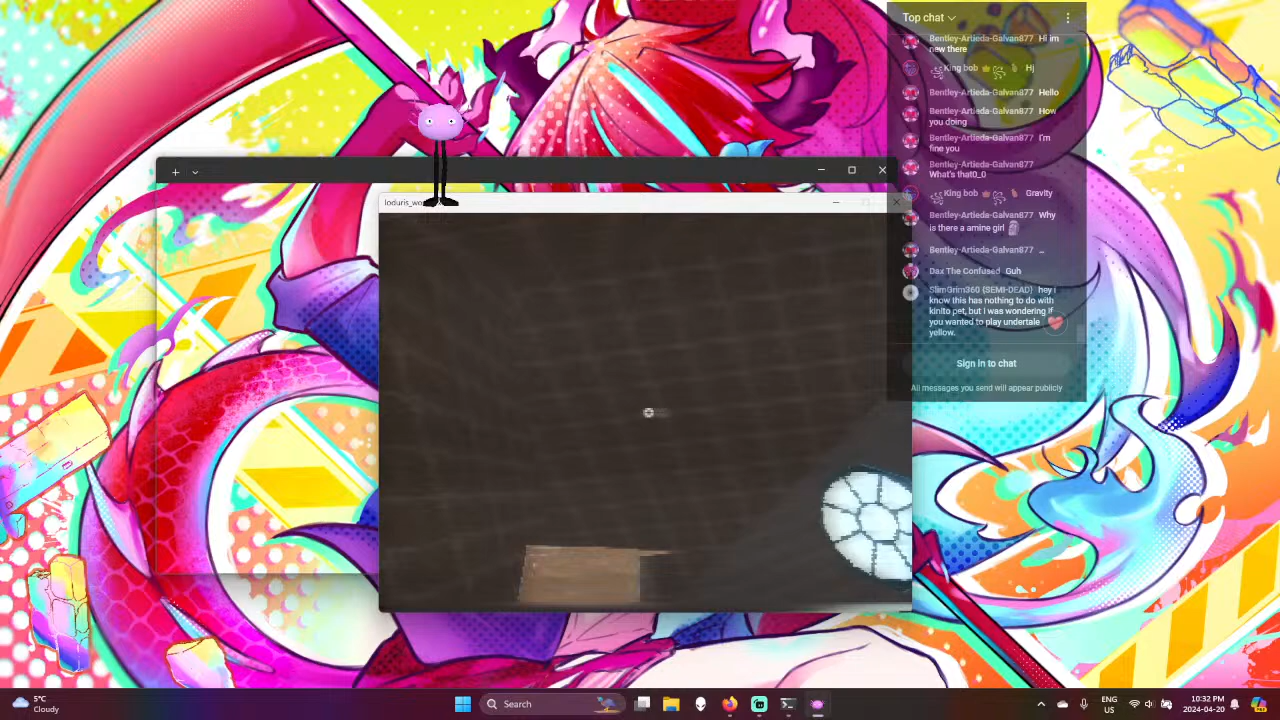 Top chat
Bentley-Artieda-Galvan877 Hi im
new there
King bob Hj
Bentley-Artieda-Galvan877 Hello
Bentley-Artieda-Galvan877 How
you doing
Bentley-Artieda-Galvan877 I'm
fine you
Bentley-Artieda-Galvan877
What's that0_0
King bob Gravity
Bentley-Artieda-Galvan877 Why
is there a amine girl
Bentley-Artieda-Galvan877 ..
Dax The Confused Guh
SlimGrim360 (SEMI-DEAD) hey i
know this has nothing to do with
kinito pet, but i was wondering if
you wanted to play undertale
yellow.
Sign in to chat
All messages you send will appear publicly
5°C
Cloudy
Search
ENG
US
10:32 PM
2024-04-20